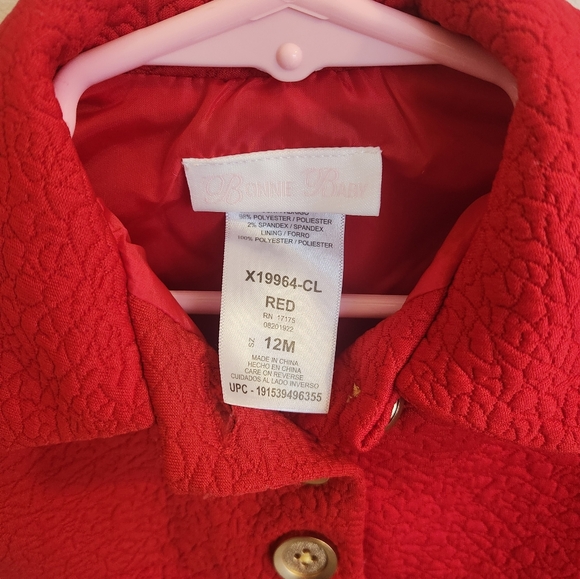 BONNIE BABY
98% POLYESTER / POLIESTER
2% SPANDEX / SPANDEX
LINING / FORRO
100% POLYESTER / POLIESTER
X19964-CL
RED
RN 17175
08201922
SZ 12M
MADE IN CHINA
HECHO EN CHINA
CARE ON REVERSE
CUIDADOS AL LADO INVERSO
UPC - 191539496355